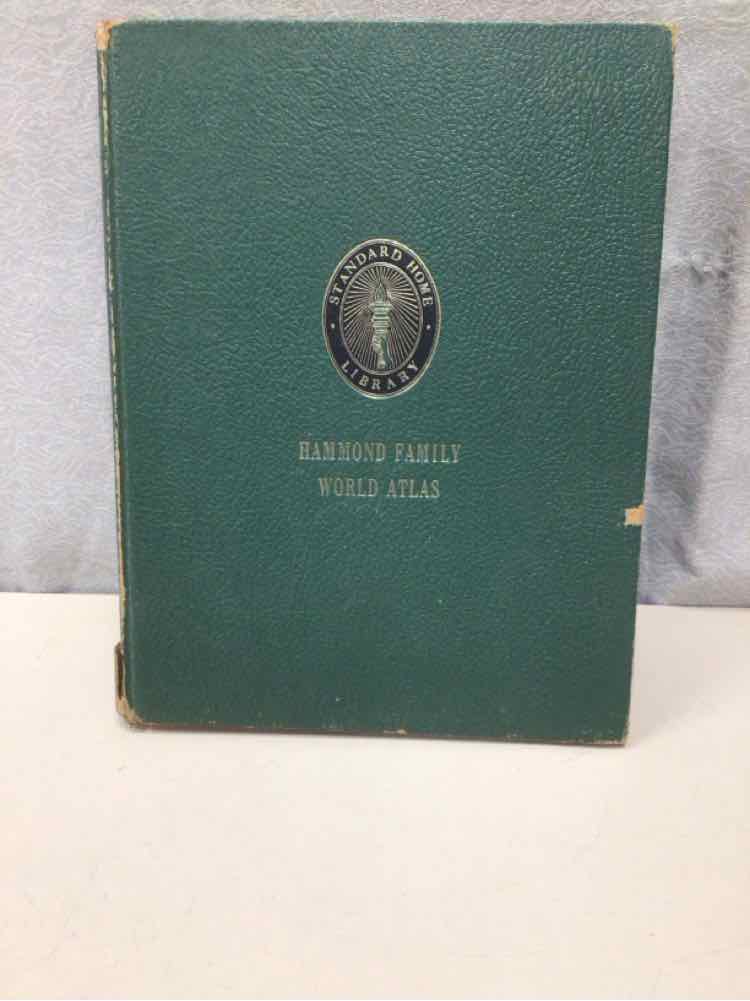 STANDARD HOME
LIBRARY
HAMMOND FAMILY
WORLD ATLAS